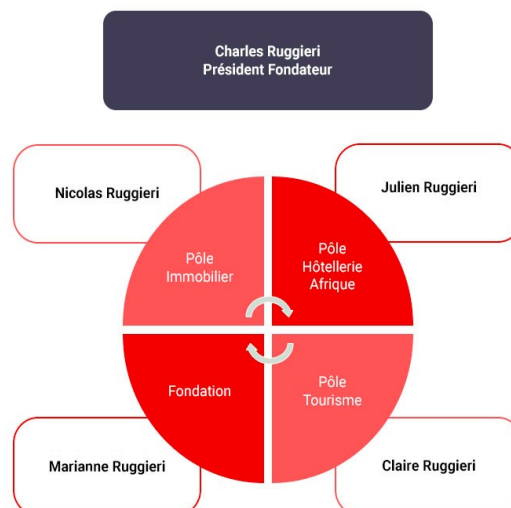 Charles Ruggieri
Président Fondateur
Nicolas Ruggieri
Julien Ruggieri
Pôle
Immobilier
Pôle
Hôtellerie
Afrique
Fondation
Pôle
Tourisme
Marianne Ruggieri
Claire Ruggieri